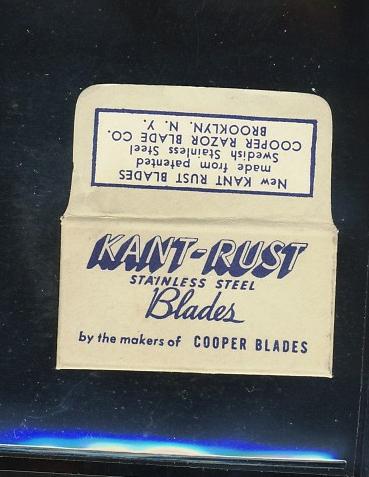 New KANT RUST BLADES
made from patented
Swedish Stainless Steel
COOPER RAZOR BLADE CO.
BROOKLYN, N. Y.
KANT-RUST
STAINLESS STEEL
Blades
by the makers of COOPER BLADES